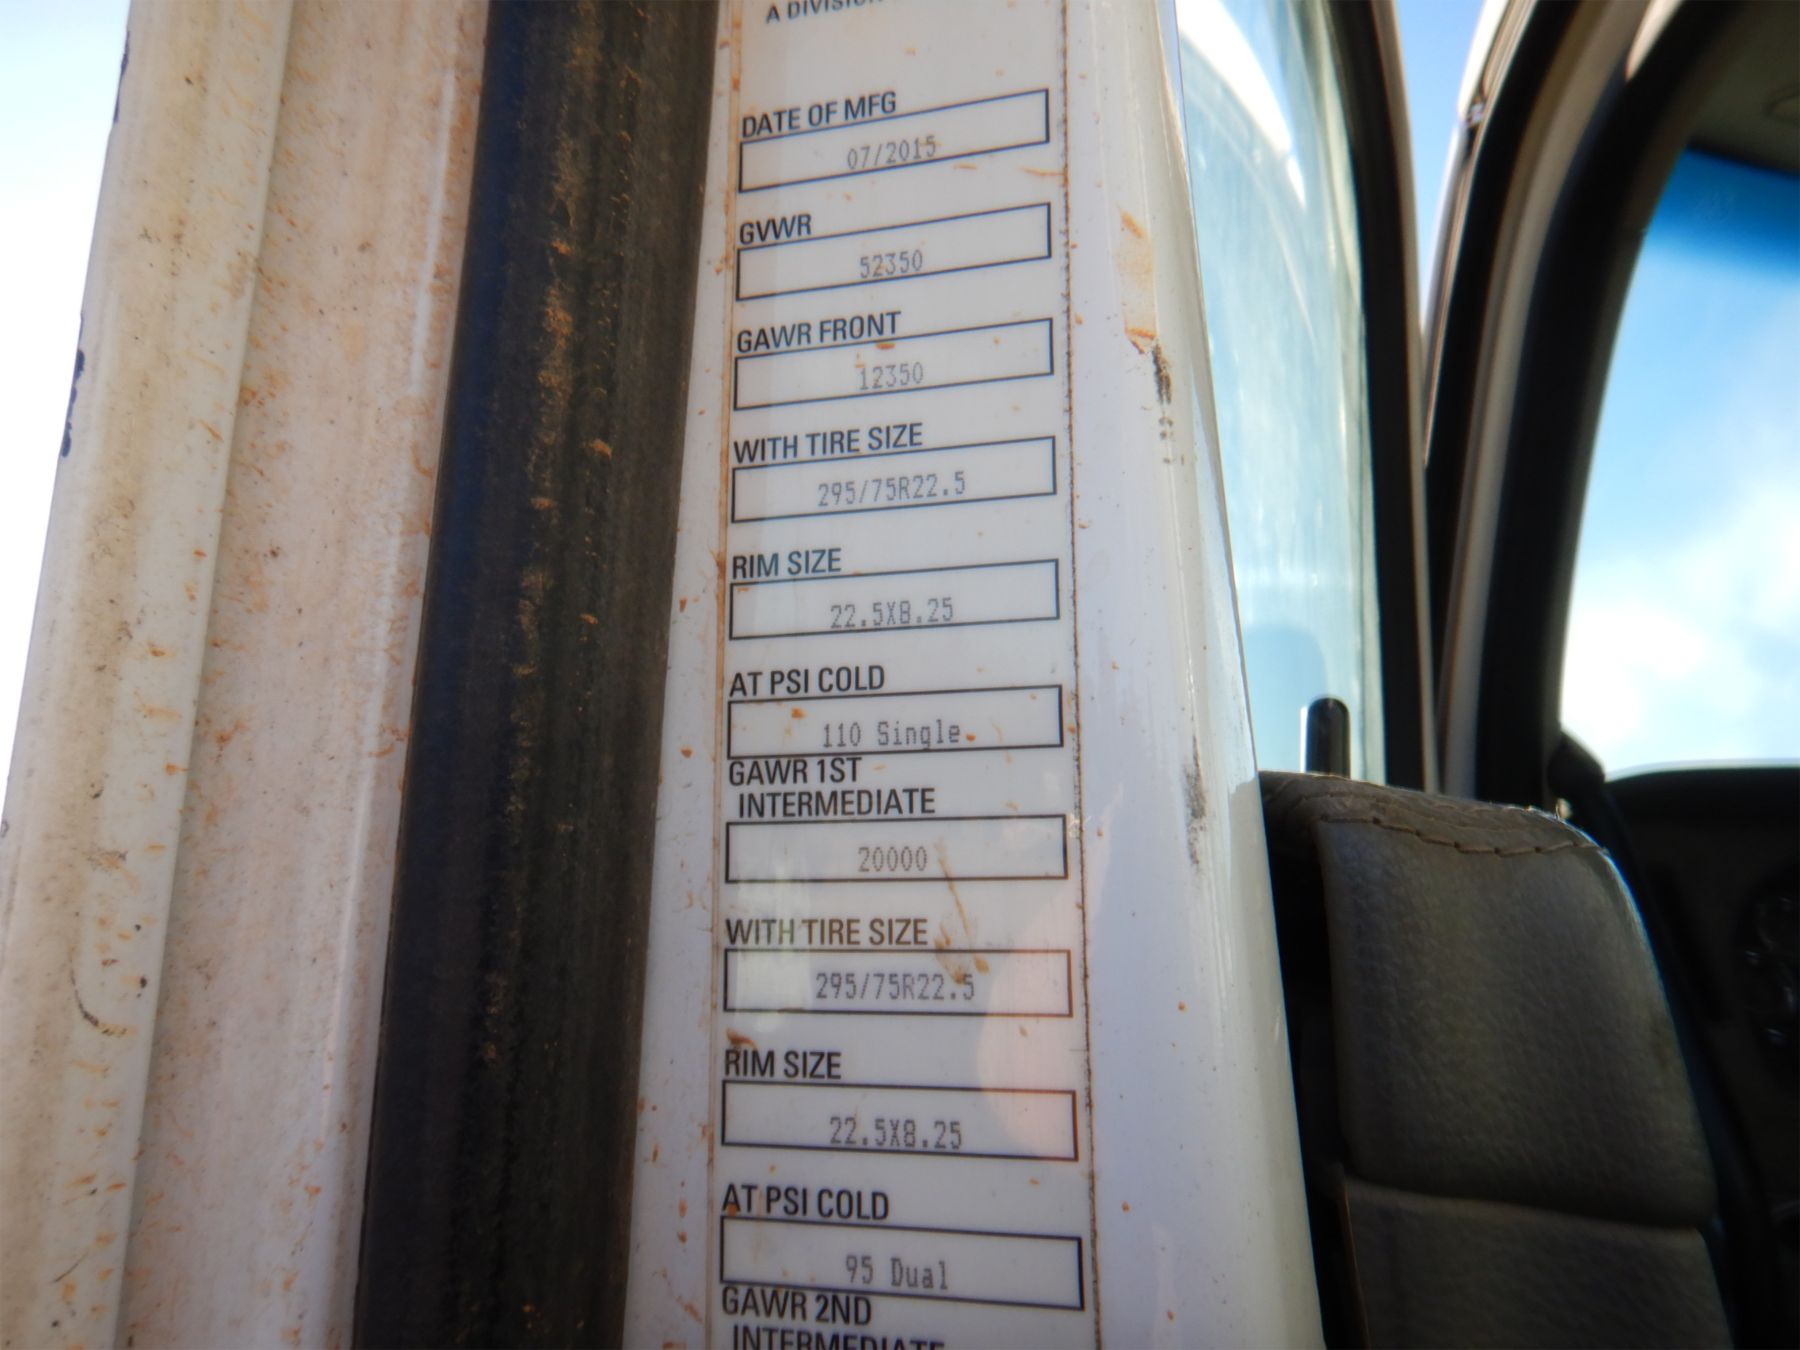 A DIVISION
DATE OF MFG
07/2015
GVWR
52350
GAWR FRONT
12350
WITH TIRE SIZE
295/75R22.5
RIM SIZE
22.5X8.25
AT PSI COLD
110 Single
GAWR 1ST
INTERMEDIATE
20000
WITH TIRE SIZE
295/75R22.5
RIM SIZE
22.5X8.25
AT PSI COLD
95 Dual
GAWR 2ND
INTERMEDIATE